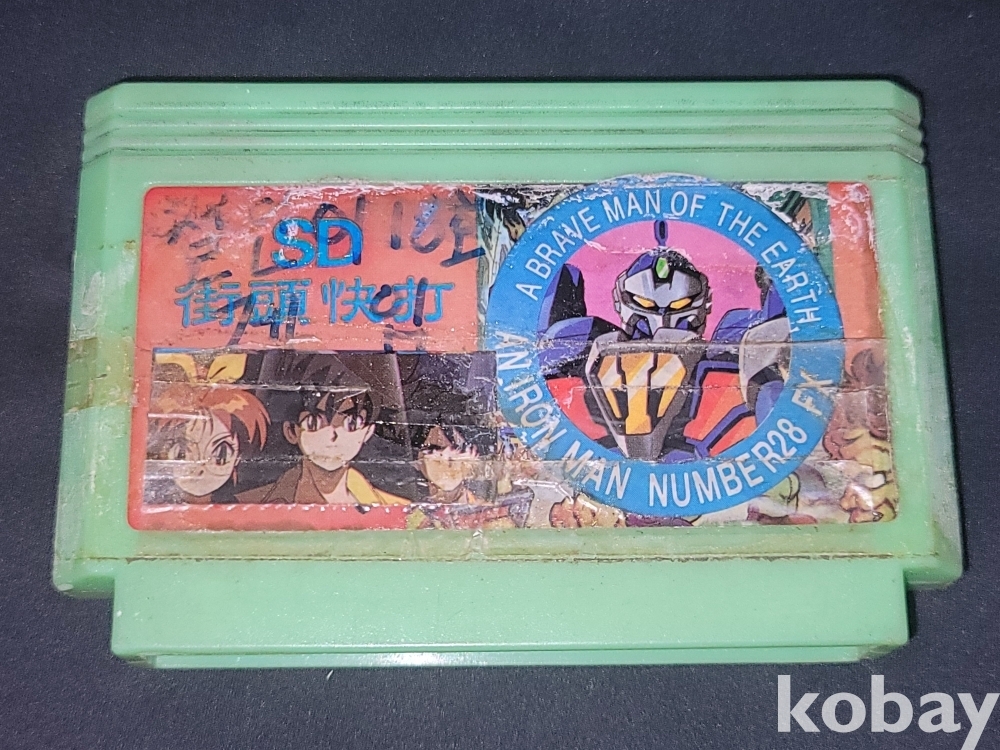 SD
街頭快打
A BRAVE MAN OF THE EARTH,
AN IRON MAN NUMBER28 FX
kobay